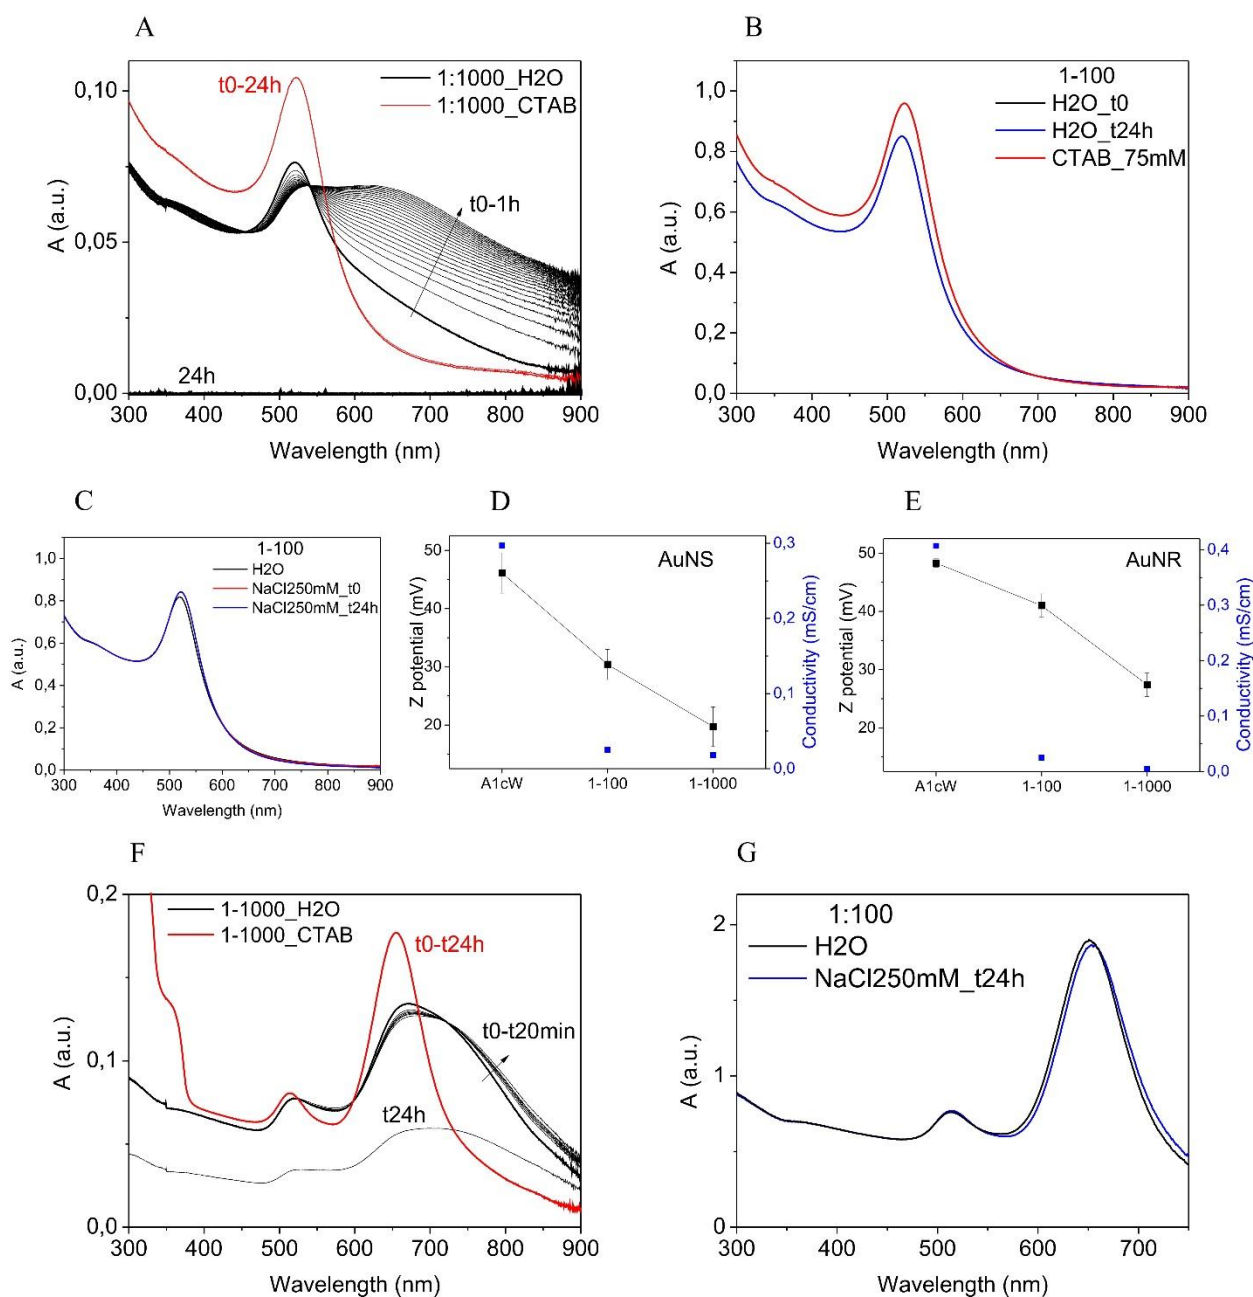 A
t0-24h
1:1000_H2O
1:1000_CTAB
0,10
0,05
0,00
A (a.u.)
t0-1h
24h
300 400 500 600 700 800 900
Wavelength (nm)
B
1-100
H2O_t0
H2O_t24h
CTAB_75mM
1,0
0,8
0,6
0,4
0,2
0,0
A (a.u.)
300 400 500 600 700 800 900
Wavelength (nm)
C
1-100
H2O
NaCl250mM_t0
NaCl250mM_t24h
1,0
0,8
0,6
0,4
0,2
0,0
A (a.u.)
300 400 500 600 700 800 900
Wavelength (nm)
D
AuNS
50
40
30
20
Z potential (mV)
0,3
0,2
0,1
0,0
Conductivity (mS/cm)
A1cW 1-100 1-1000
E
AuNR
50
40
30
20
Z potential (mV)
0,4
0,3
0,2
0,1
0,0
Conductivity (mS/cm)
A1cW 1-100 1-1000
F
1-1000_H2O
1-1000_CTAB
t0-t24h
t0-t20min
t24h
0,2
0,1
0,0
A (a.u.)
300 400 500 600 700 800 900
Wavelength (nm)
G
1:100
H2O
NaCl250mM_t24h
2
1
0
A (a.u.)
300 400 500 600 700
Wavelength (nm)